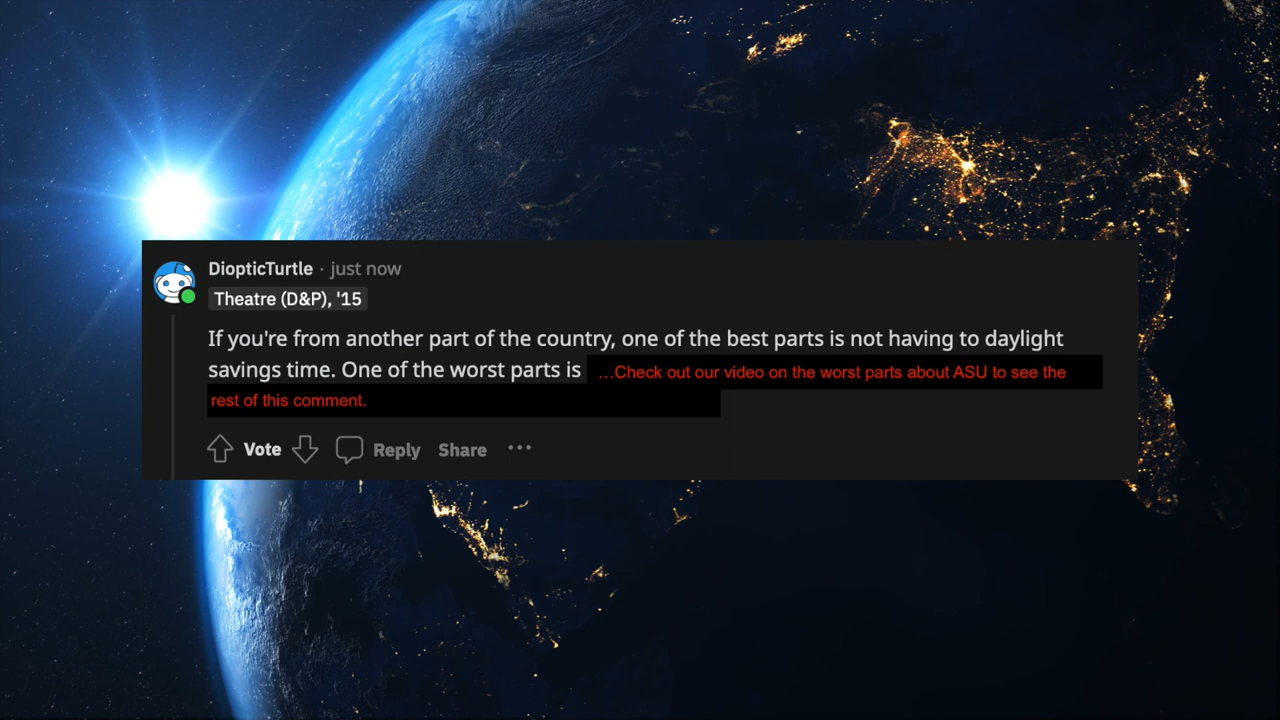 DiopticTurtle · just now
Theatre (D&P), '15
If you're from another part of the country, one of the best parts is not having to daylight
savings time. One of the worst parts is ...Check out our video on the worst parts about ASU to see the
rest of this comment.
Vote Reply Share ···